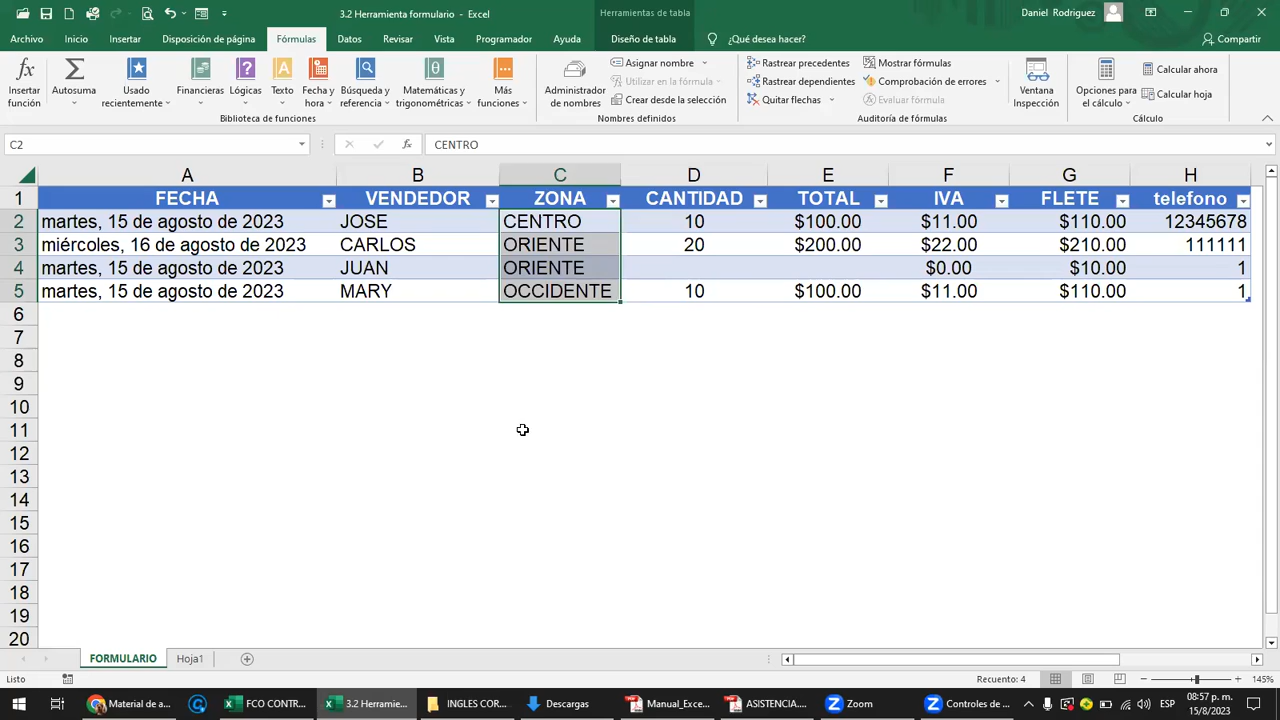 3.2 Herramienta formulario - Excel
Herramientas de tabla
Daniel Rodriguez
Archivo Inicio Insertar Disposición de página Fórmulas Datos Revisar Vista Programador Ayuda Diseño de tabla ¿Qué desea hacer? Compartir
Insertar función
Autosuma
Usado recientemente
Financieras
Lógicas
Texto
Fecha y hora
Búsqueda y referencia
Matemáticas y trigonométricas
Más funciones
Biblioteca de funciones
Administrador de nombres
Asignar nombre
Utilizar en la fórmula
Crear desde la selección
Nombres definidos
Rastrear precedentes
Rastrear dependientes
Quitar flechas
Mostrar fórmulas
Comprobación de errores
Evaluar fórmula
Auditoría de fórmulas
Ventana Inspección
Opciones para el cálculo
Calcular ahora
Calcular hoja
Cálculo
C2 fx CENTRO
A B C D E F G H
1 FECHA VENDEDOR ZONA CANTIDAD TOTAL IVA FLETE telefono
2 martes, 15 de agosto de 2023 JOSE CENTRO 10 $100.00 $11.00 $110.00 12345678
3 miércoles, 16 de agosto de 2023 CARLOS ORIENTE 20 $200.00 $22.00 $210.00 111111
4 martes, 15 de agosto de 2023 JUAN ORIENTE $0.00 $10.00 1
5 martes, 15 de agosto de 2023 MARY OCCIDENTE 10 $100.00 $11.00 $110.00 1
6
7
8
9
10
11
12
13
14
15
16
17
18
19
20
FORMULARIO Hoja1
Listo Recuento: 4 145%
Material de a... FCO CONTR... 3.2 Herramie... INGLES COR... Descargas Manual_Exce... ASISTENCIA.... Zoom Controles de ... ESP 08:57 p. m.
15/8/2023